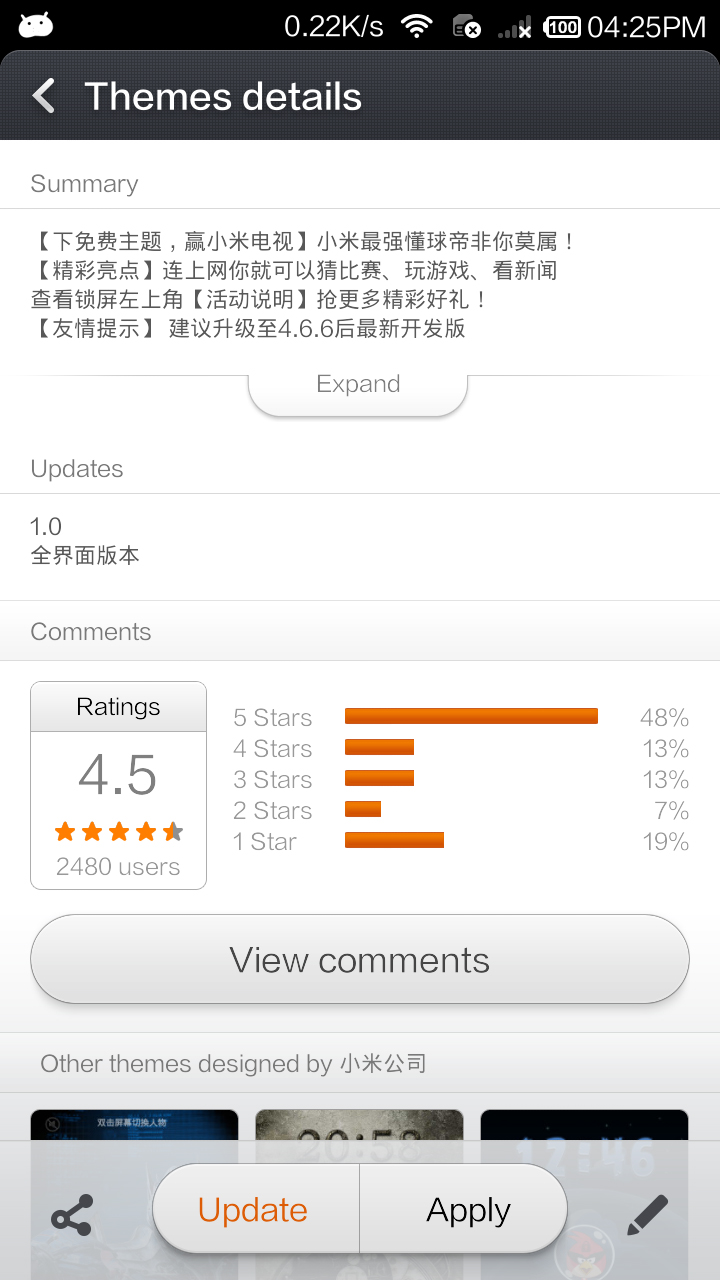 0.22K/s 100 04:25PM
Themes details
Summary
【下免费主题，赢小米电视】小米最强懂球帝非你莫属！
【精彩亮点】连上网你就可以猜比赛、玩游戏、看新闻
查看锁屏左上角【活动说明】抢更多精彩好礼！
【友情提示】 建议升级至4.6.6后最新开发版
Expand
Updates
1.0
全界面版本
Comments
Ratings
4.5
2480 users
5 Stars 48%
4 Stars 13%
3 Stars 13%
2 Stars 7%
1 Star 19%
View comments
Other themes designed by 小米公司
双击屏幕切换人物
20:58
12:46
Update
Apply